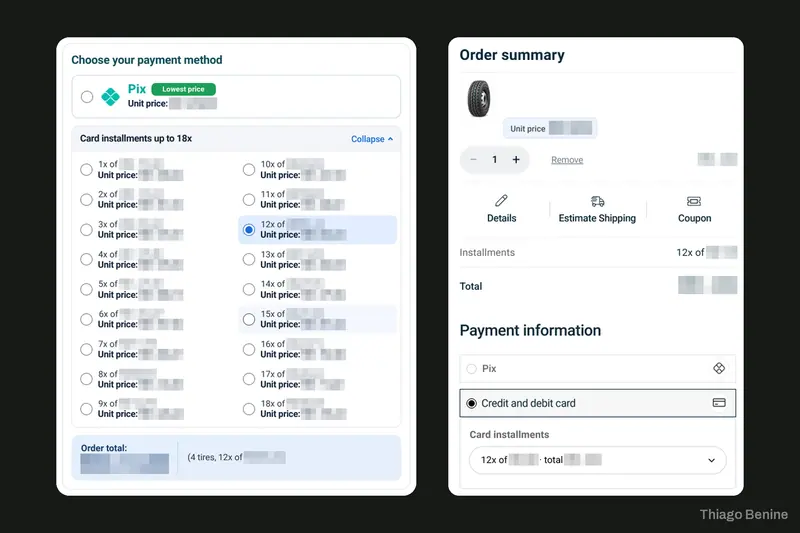 Choose your payment method
Pix Lowest price
Unit price:
Card installments up to 18x Collapse
1x of
Unit price:
2x of
Unit price:
3x of
Unit price:
4x of
Unit price:
5x of
Unit price:
6x of
Unit price:
7x of
Unit price:
8x of
Unit price:
9x of
Unit price:
10x of
Unit price:
11x of
Unit price:
12x of
Unit price:
13x of
Unit price:
14x of
Unit price:
15x of
Unit price:
16x of
Unit price:
17x of
Unit price:
18x of
Unit price:
Order total:
(4 tires, 12x of
Order summary
Unit price
− 1 + Remove
Details Estimate Shipping Coupon
Installments 12x of
Total
Payment information
Pix
Credit and debit card
Card installments
12x of · total
Thiago Benine